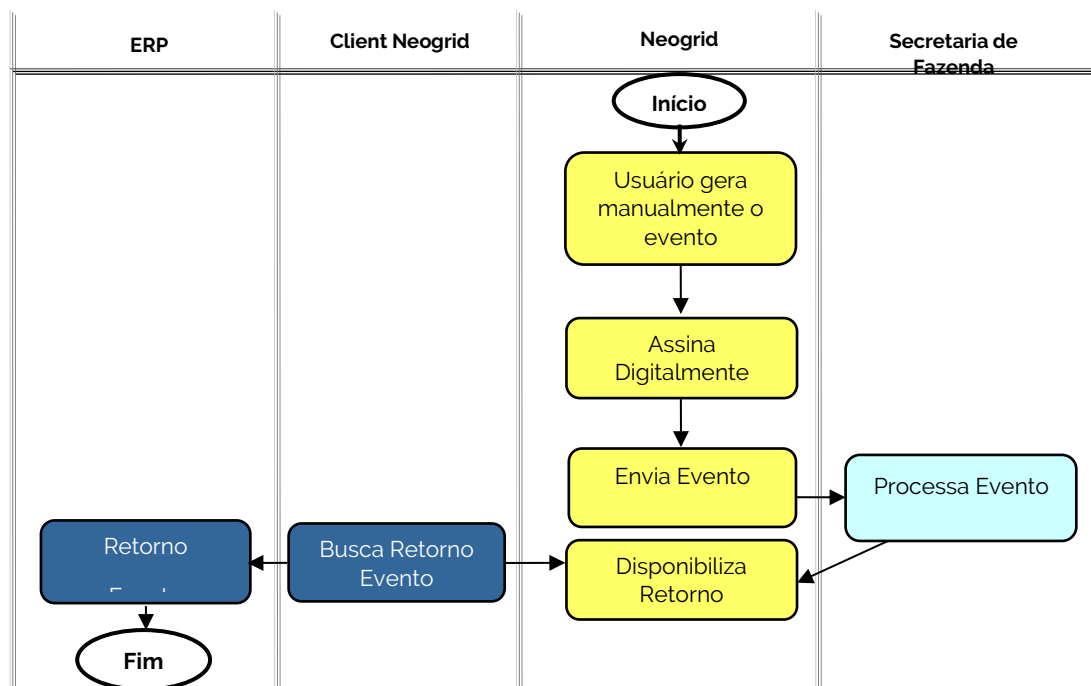 ERP
Client Neogrid
Neogrid
Secretaria de
Fazenda
Início
Usuário gera
manualmente o
evento
Assina
Digitalmente
Envia Evento
Processa Evento
Retorno
Busca Retorno
Evento
Disponibiliza
Retorno
Fim